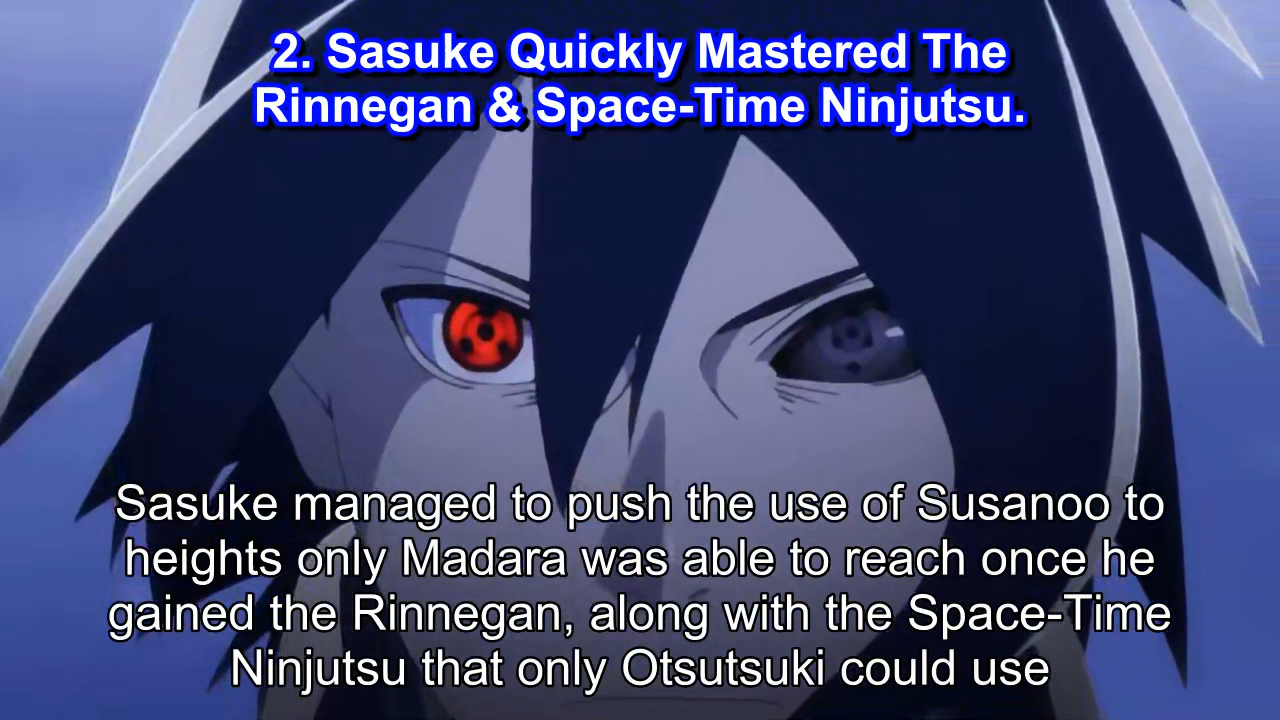 2. Sasuke Quickly Mastered The
Rinnegan & Space-Time Ninjutsu.
Sasuke managed to push the use of Susanoo to
heights only Madara was able to reach once he
gained the Rinnegan, along with the Space-Time
Ninjutsu that only Otsutsuki could use